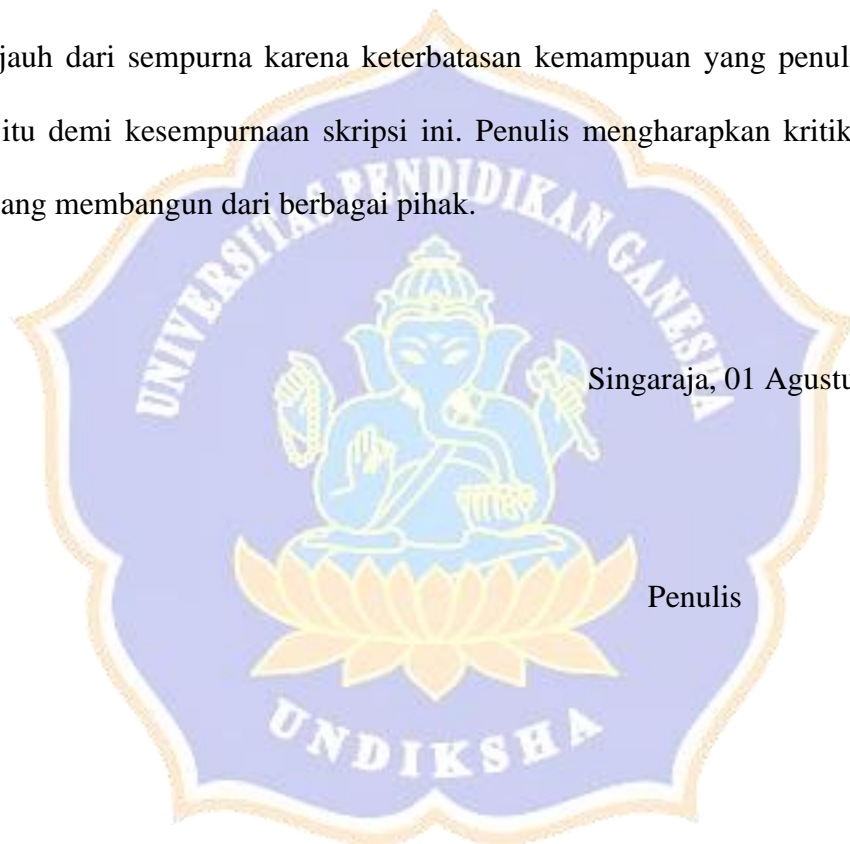 jauh dari sempurna karena keterbatasan kemampuan yang penuli
itu demi kesempurnaan skripsi ini. Penulis mengharapkan kritik
ang membangun dari berbagai pihak.
UNIVERSITAS PENDIDIKAN GANESHA
Singaraja, 01 Agustu
Penulis
UNDIKSHA